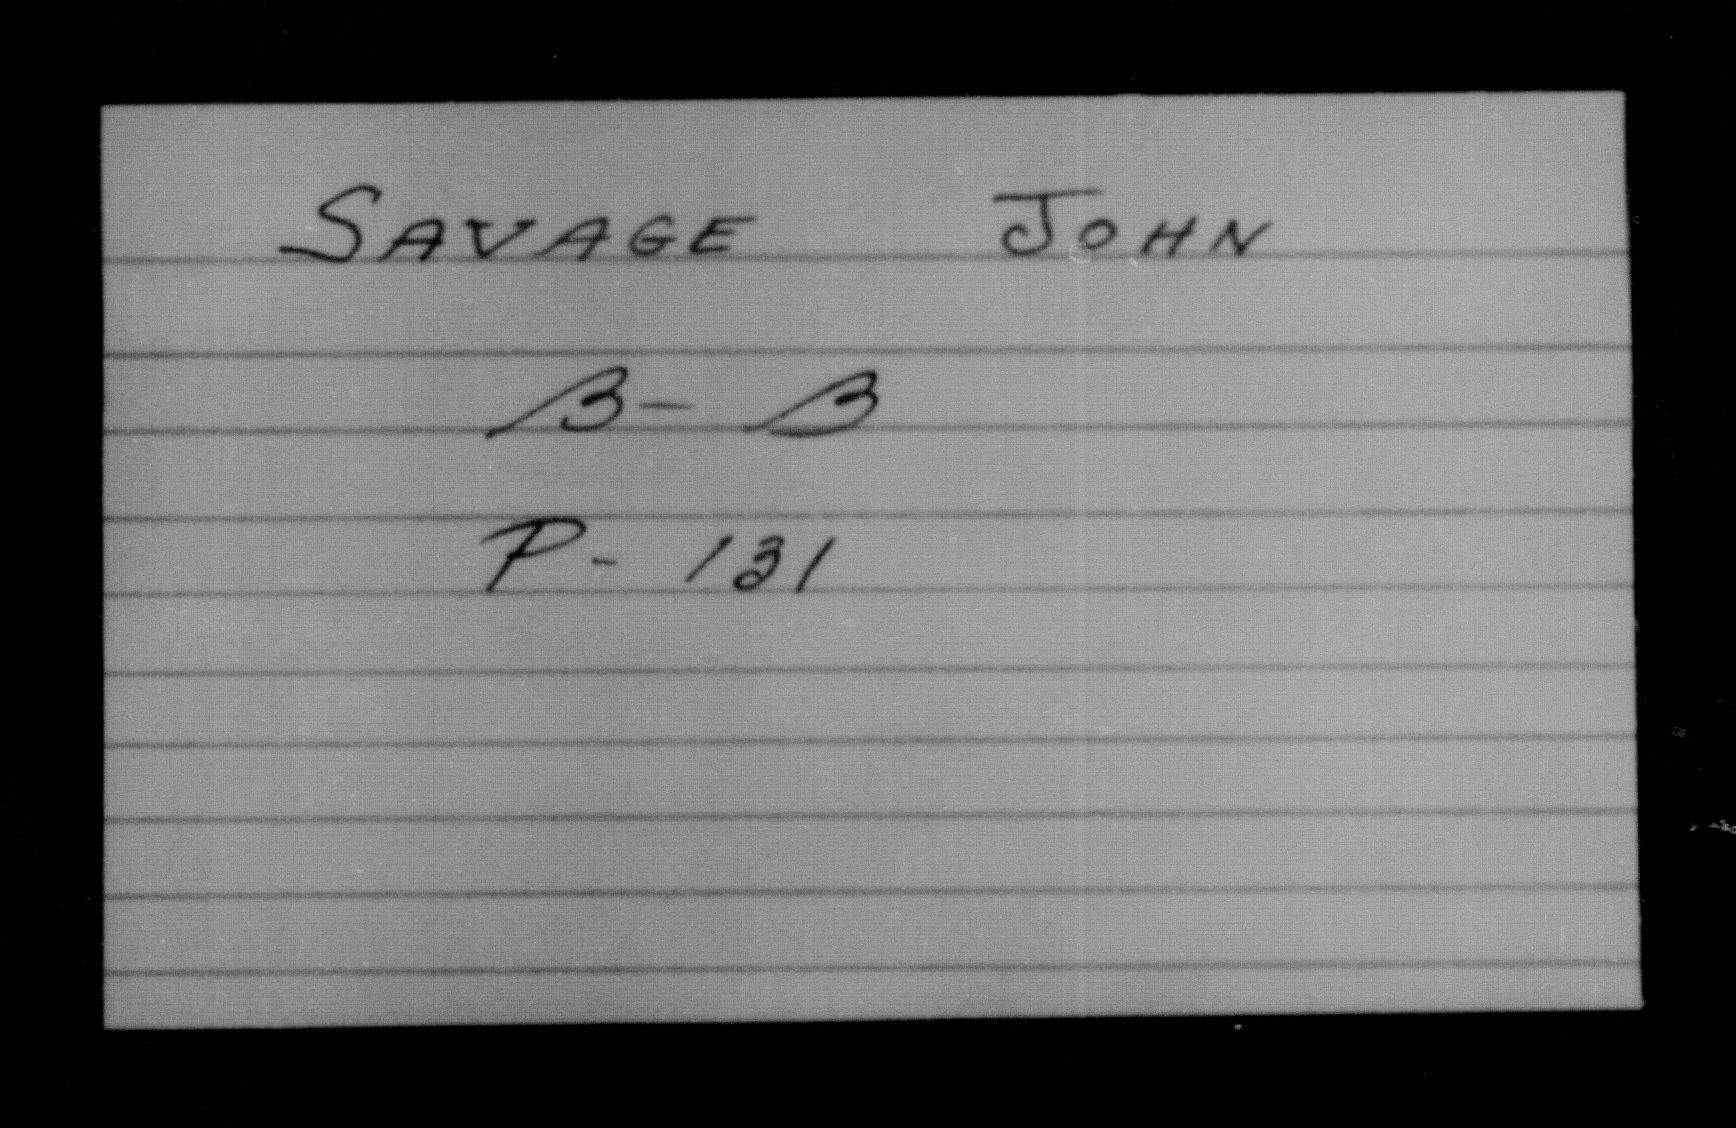 SAVAGE JOHN
B- B
P- 131